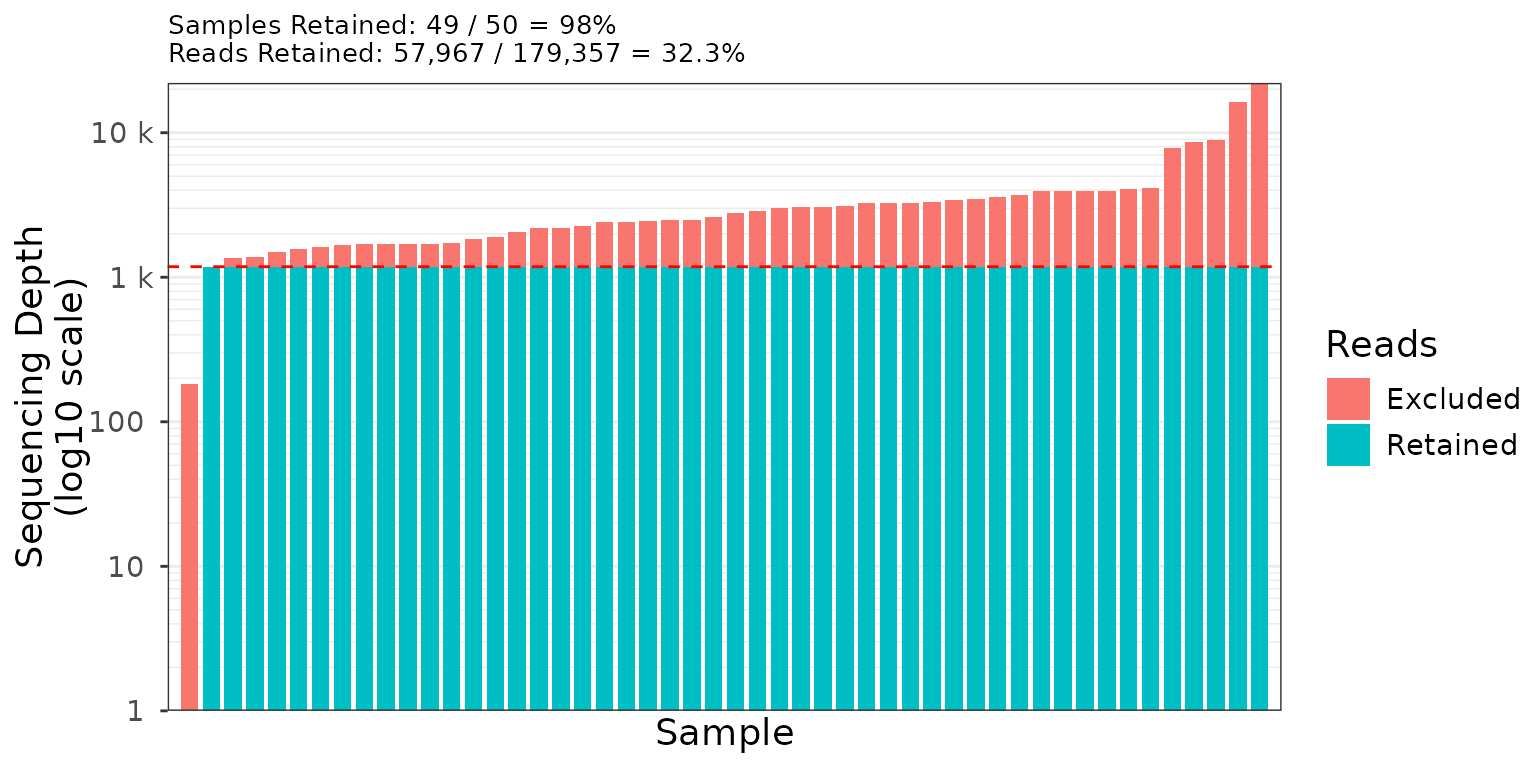 Samples Retained: 49 / 50 = 98%
Reads Retained: 57,967 / 179,357 = 32.3%
Sequencing Depth
(log10 scale)
10 k
1 k
100
10
1
Sample
Reads
Excluded
Retained